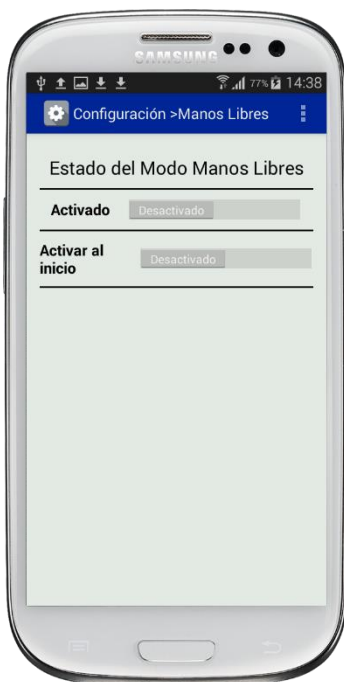 SAMSUNG
77% 14:38
Configuración >Manos Libres
Estado del Modo Manos Libres
Activado Desactivado
Activar al
inicio Desactivado